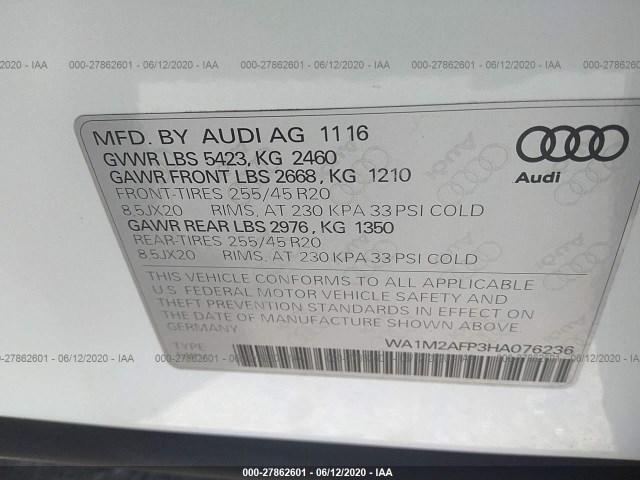 000-27862601 - 06/12/2020 - IAA
000-27862601 - 06/12/2020 - IAA
000-27862601 - 06/12/2020 - IAA
MFD. BY AUDI AG 11 16
GVWR LBS 5423, KG 2460
GAWR FRONT LBS 2668, KG 1210
FRONT-TIRES 255/45 R20
8.5JX20 RIMS, AT 230 KPA 33 PSI COLD
GAWR REAR LBS 2976, KG 1350
REAR-TIRES 255/45 R20
8.5JX20 RIMS, AT 230 KPA 33 PSI COLD
Audi
THIS VEHICLE CONFORMS TO ALL APPLICABLE
U.S. FEDERAL MOTOR VEHICLE SAFETY AND
THEFT PREVENTION STANDARDS IN EFFECT ON
THE DATE OF MANUFACTURE SHOWN ABOVE.
GERMANY
TYPE:
WA1M2AFP3HA076236
000-27862601 - 06/12/2020 - IAA
000-27862601 - 06/12/2020 - IAA
000-27862601 - 06/12/2020 - IAA
000-27862601 - 06/12/2020 - IAA